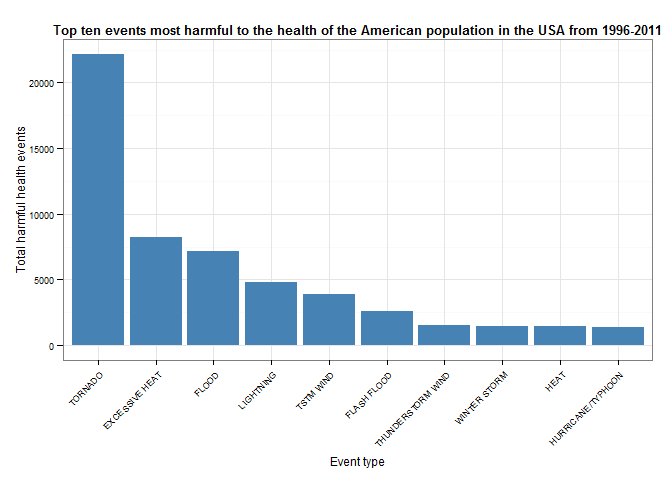 Top ten events most harmful to the health of the American population in the USA from 1996-2011
Total harmful health events
20000
15000
10000
5000
0
TORNADO
EXCESSIVE HEAT
FLOOD
LIGHTNING
TSTM WIND
FLASH FLOOD
THUNDERSTORM WIND
WINTER STORM
HEAT
HURRICANE/TYPHOON
Event type